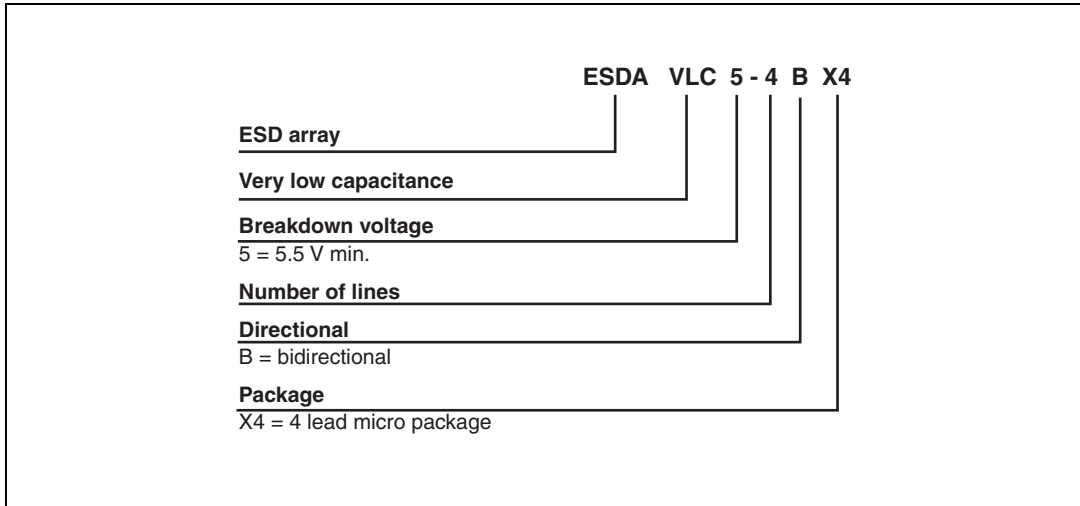 ESDA VLC 5 - 4 B X4
ESD array
Very low capacitance
Breakdown voltage
5 = 5.5 V min.
Number of lines
Directional
B = bidirectional
Package
X4 = 4 lead micro package